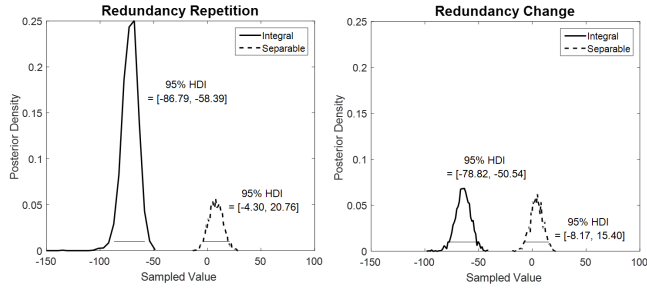 Redundancy Repetition
0.25
0.2
0.15
0.1
0.05
0
Posterior Density
Integral
Separable
95% HDI
= [-86.79, -58.39]
95% HDI
= [-4.30, 20.76]
-150
-100
-50
0
50
100
Sampled Value
Redundancy Change
0.25
0.2
0.15
0.1
0.05
0
Posterior Density
Integral
Separable
95% HDI
= [-78.82, -50.54]
95% HDI
= [-8.17, 15.40]
-150
-100
-50
0
50
100
Sampled Value